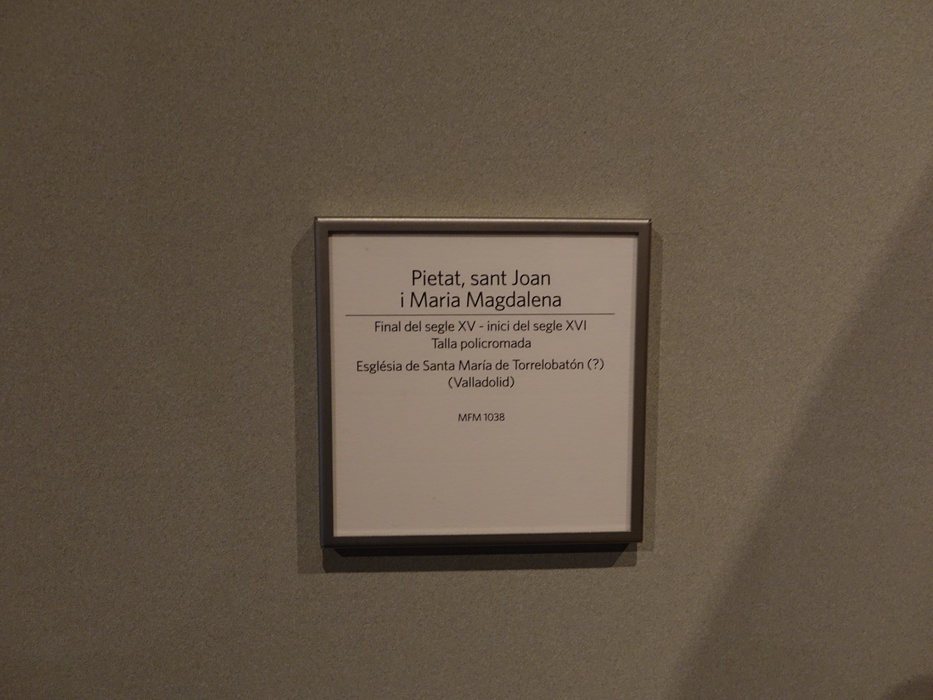 Pietat, sant Joan
i Maria Magdalena
Final del segle XV - inici del segle XVI
Talla policromada
Església de Santa María de Torrelobatón (?)
(Valladolid)
MFM 1038